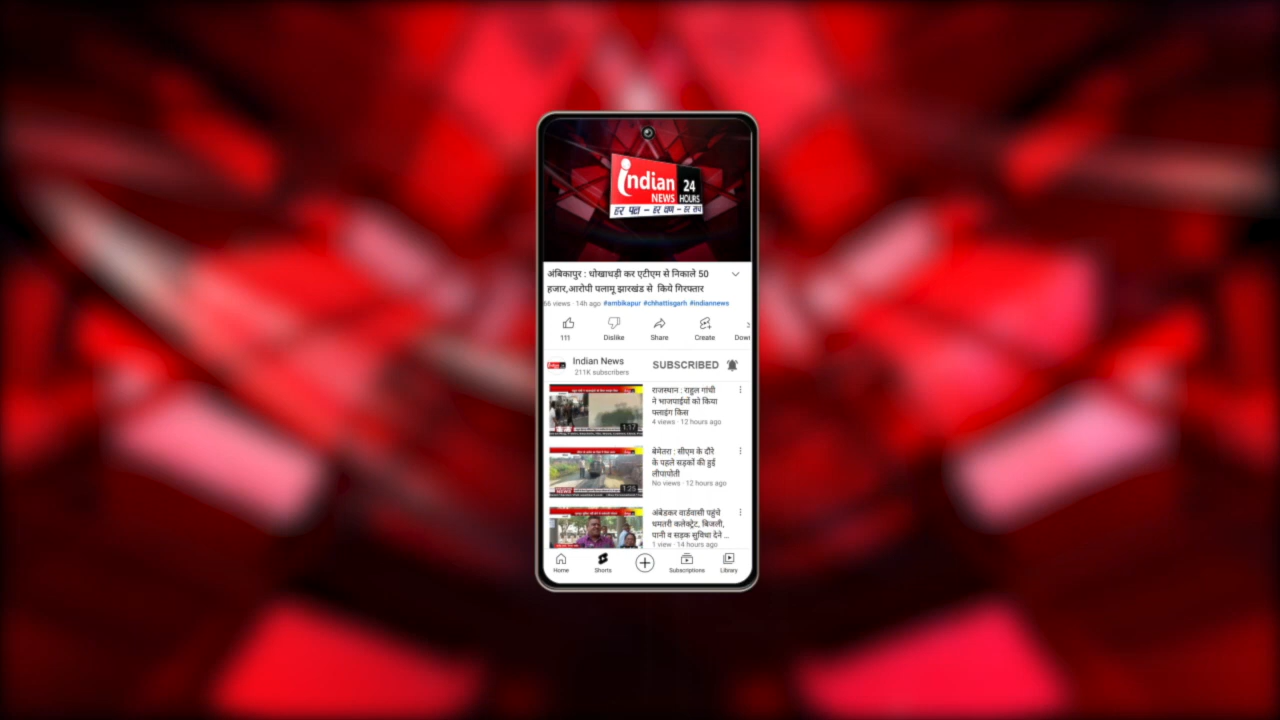 indian
NEWS
24
HOURS
हर पल - हर क्षण - हर सच
अंबिकापुर : धोखाधड़ी कर एटीएम से निकाले 50
हजार,आरोपी पलामू झारखंड से किये गिरफ्तार
66 views · 14h ago #ambikapur #chhattisgarh #indiannews
111
Dislike
Share
Create
Dow
Indian News
211K subscribers
SUBSCRIBED
राजस्थान : राहुल गांधी
ने भाजपाईयों को किया
फ्लाइंग किस
4 views · 12 hours ago
1:17
बेमेतरा : सीएम के दौरे
के पहले सड़कों की हुई
लीपापोती
No views · 12 hours ago
1:25
अंबेडकर वार्डवासी पहुंचे
धमतरी कलेक्ट्रेट, बिजली,
पानी व सड़क सुविधा देने ...
1 view · 14 hours ago
Home
Shorts
Subscriptions
Library